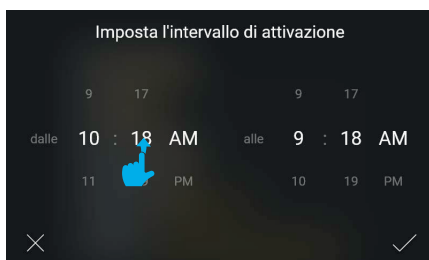 Imposta l'intervallo di attivazione
9 17 9 17
dalle 10 : 18 AM alle 9 : 18 AM
11 PM 10 19 PM